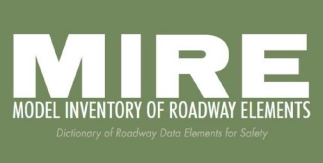 MIRE
MODEL INVENTORY OF ROADWAY ELEMENTS
Dictionary of Roadway Data Elements for Safety